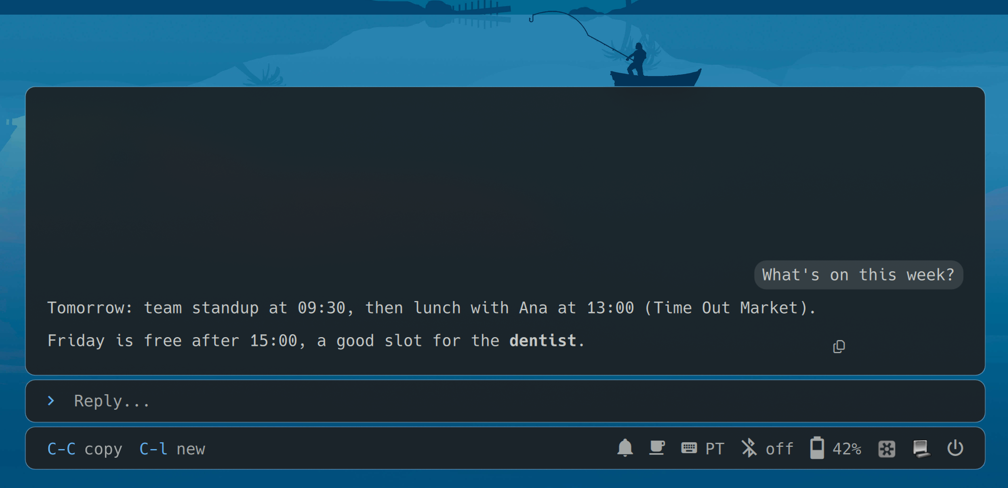 What's on this week?
Tomorrow: team standup at 09:30, then lunch with Ana at 13:00 (Time Out Market).
Friday is free after 15:00, a good slot for the dentist.
Reply...
C-C copy C-l new PT off 42%